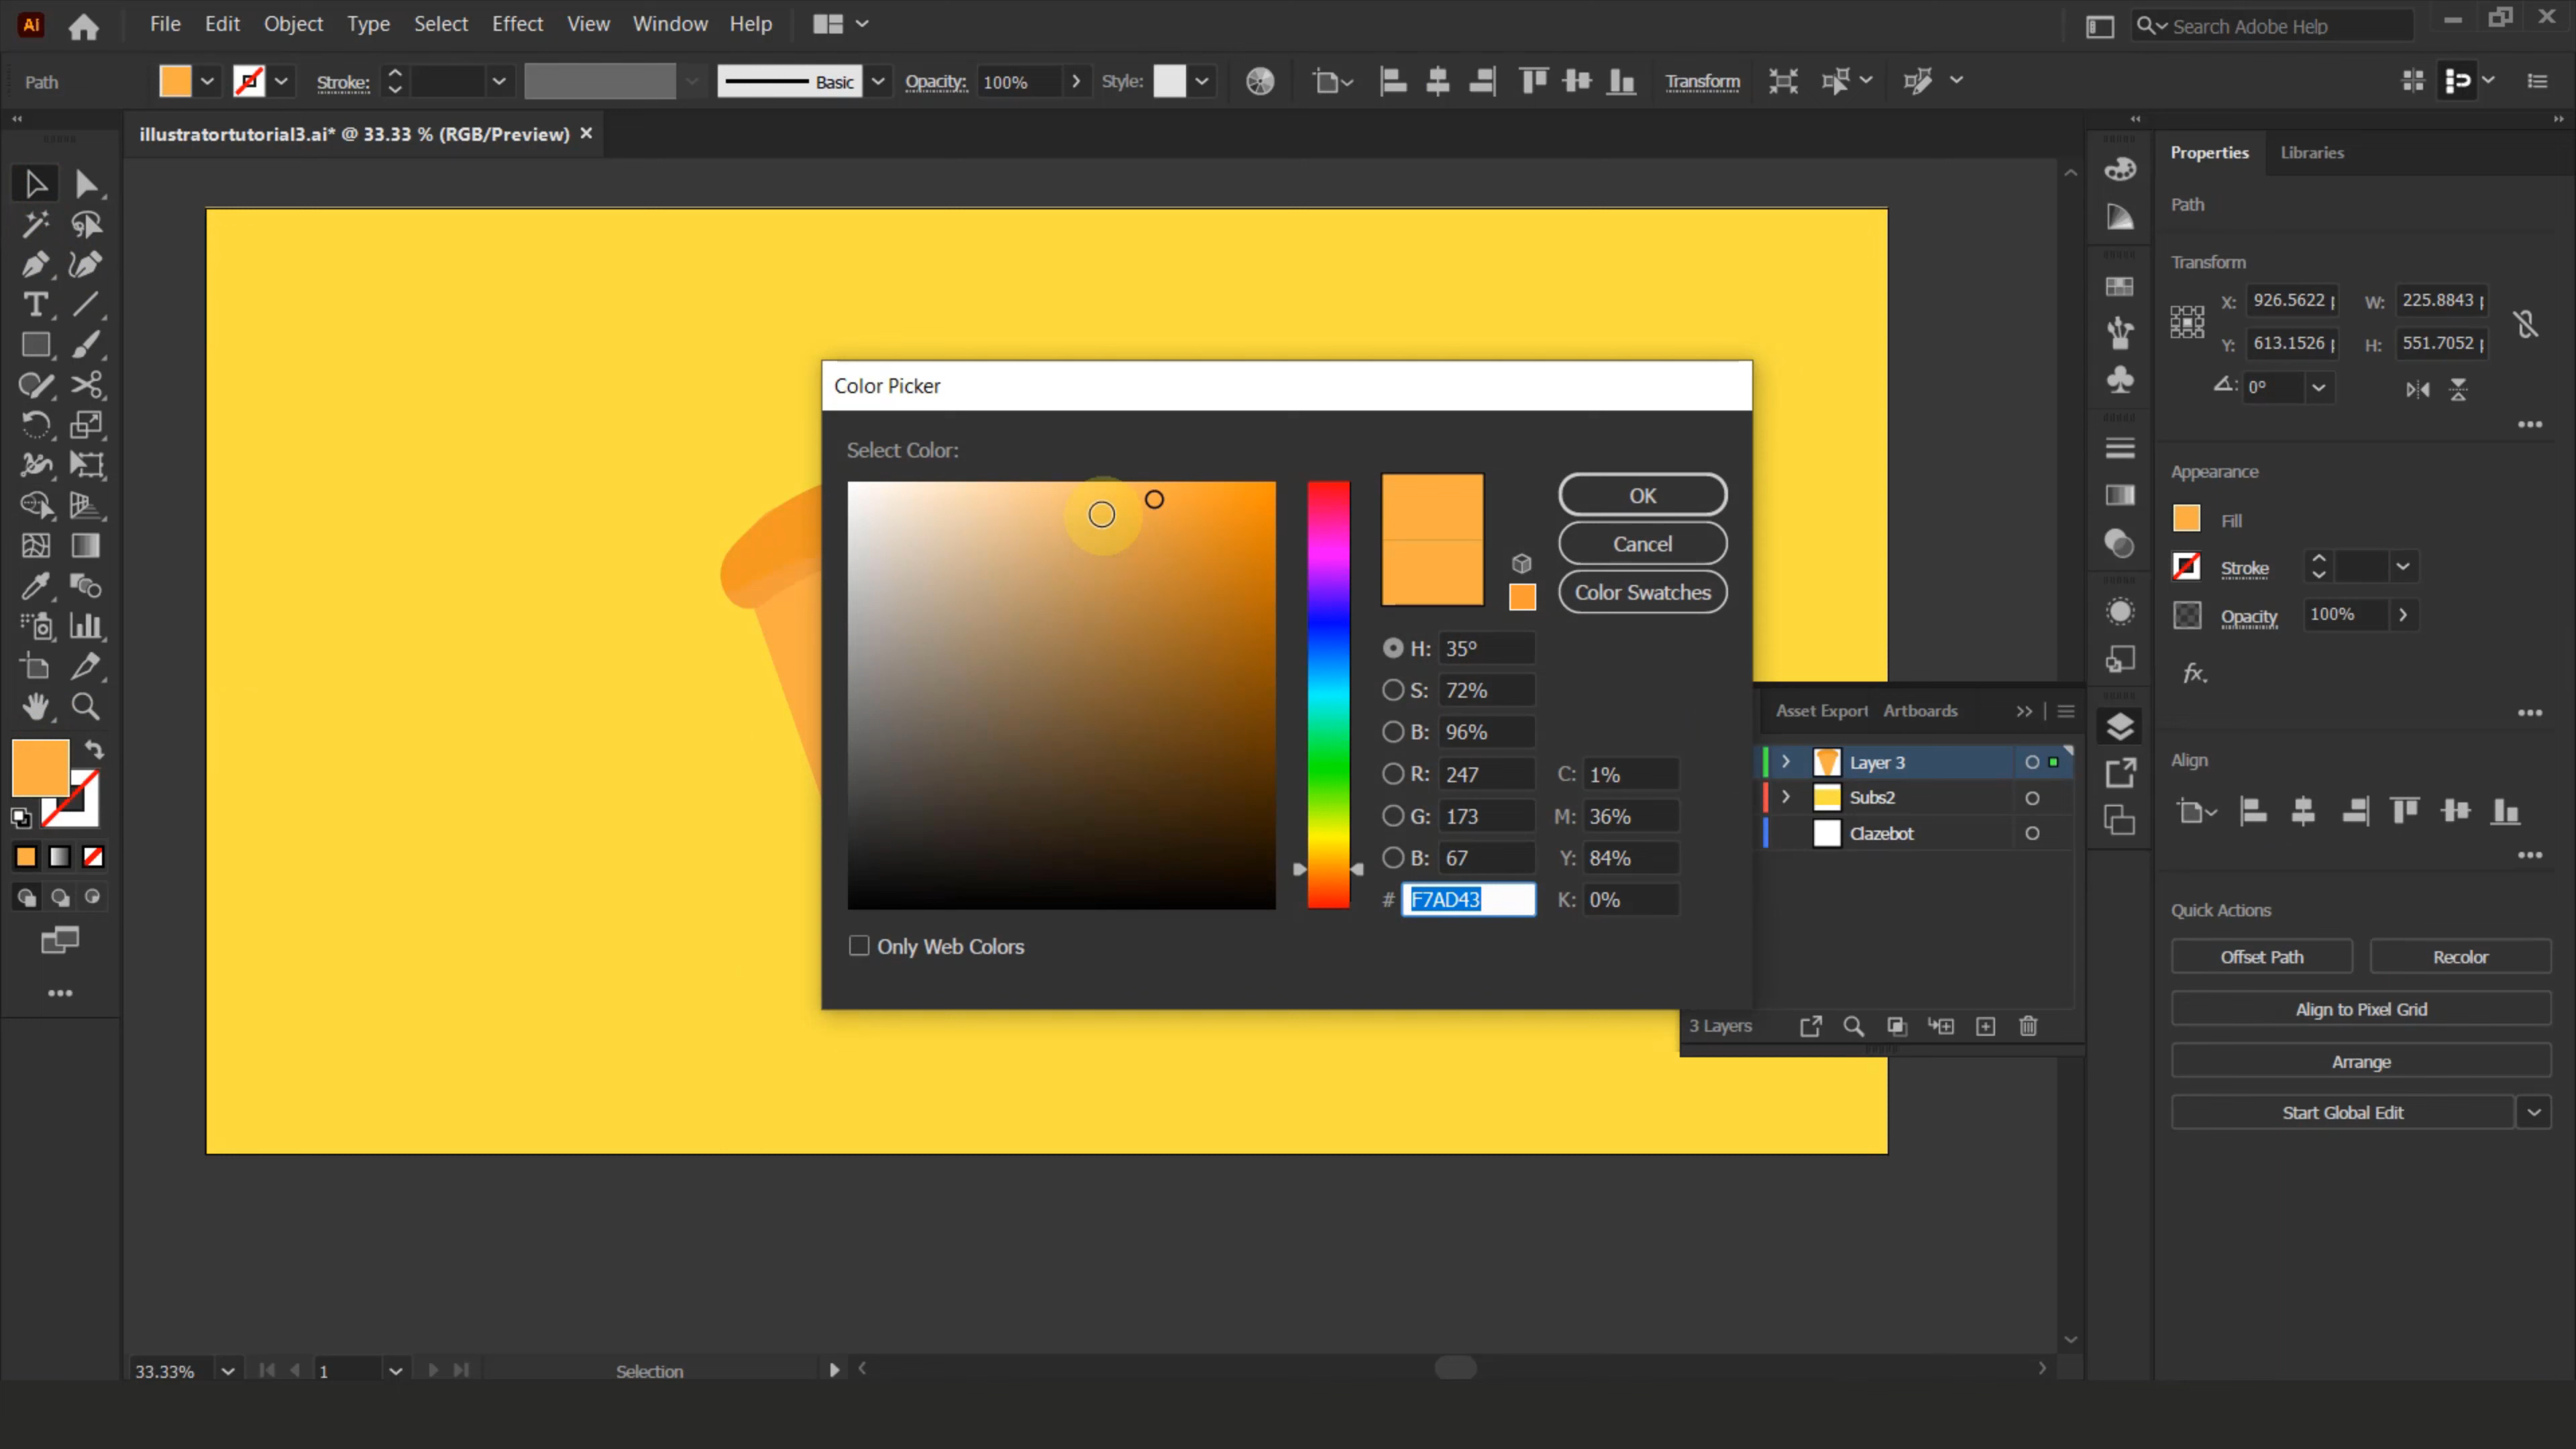 Ai File Edit Object Type Select Effect View Window Help Search Adobe Help
Path Stroke: Basic Opacity: 100% Style: Transform
illustratortutorial3.ai* @ 33.33 % (RGB/Preview) ×
Properties Libraries
Path
Transform
X: 926.5622 W: 225.8843
Y: 613.1526 H: 551.7052
0°
Appearance
Fill
Stroke
Opacity 100%
fx.
Align
Quick Actions
Offset Path Recolor
Align to Pixel Grid
Arrange
Start Global Edit
Color Picker
Select Color:
OK
Cancel
Color Swatches
H: 35°
S: 72%
B: 96%
R: 247 C: 1%
G: 173 M: 36%
B: 67 Y: 84%
# F7AD43 K: 0%
Only Web Colors
Asset Export Artboards
Layer 3
Subs2
Clazebot
3 Layers
33.33% 1 Selection